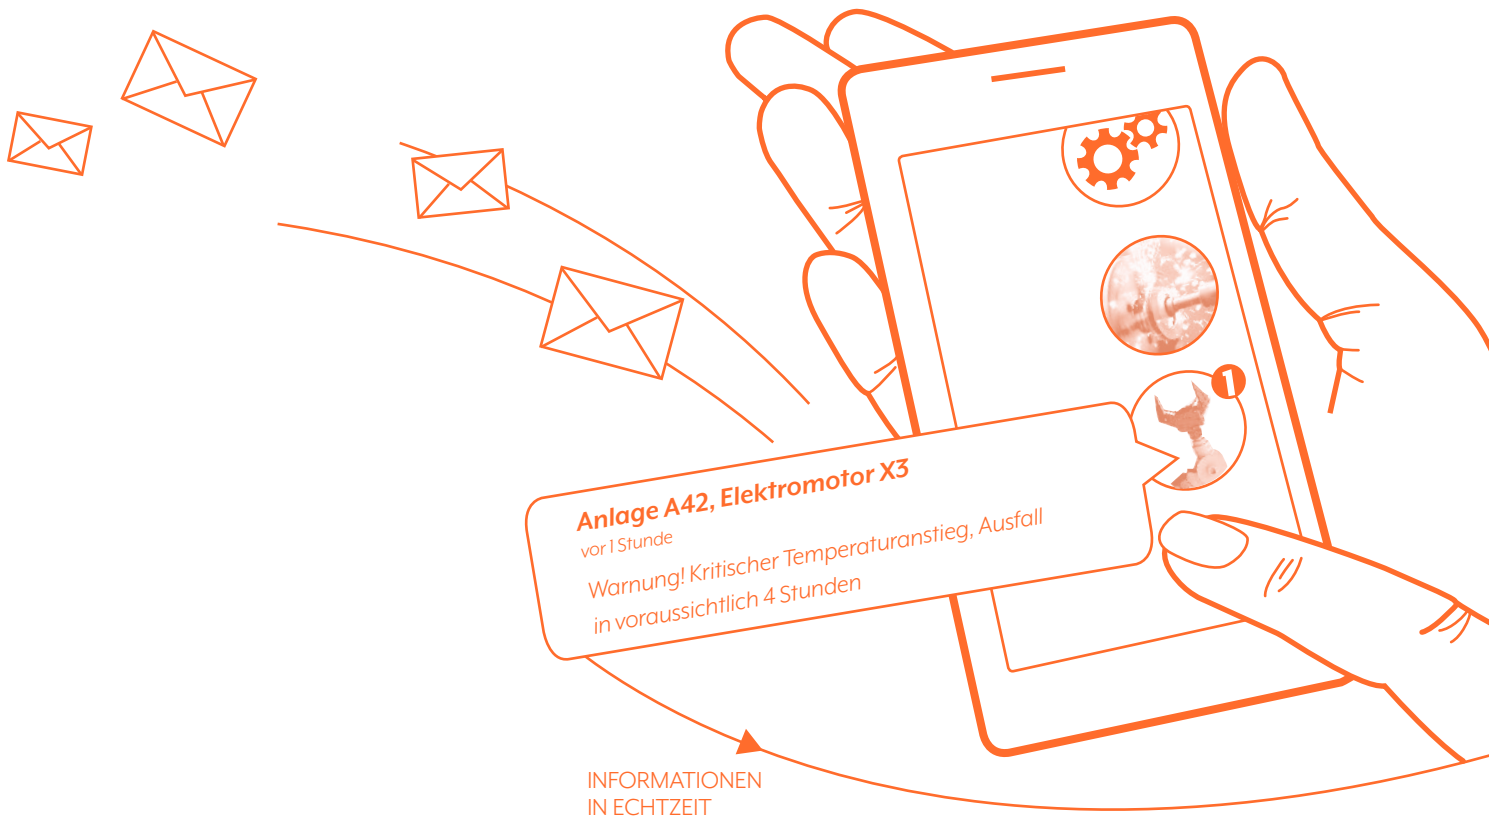 1
Anlage A42, Elektromotor X3
vor 1 Stunde
Warnung! Kritischer Temperaturanstieg, Ausfall
in voraussichtlich 4 Stunden
INFORMATIONEN
IN ECHTZEIT